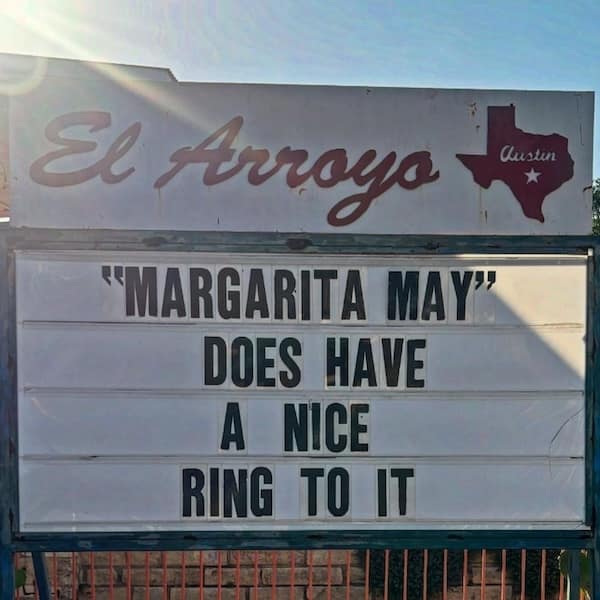 El Arroyo
Austin
"MARGARITA MAY"
DOES HAVE
A NICE
RING TO IT